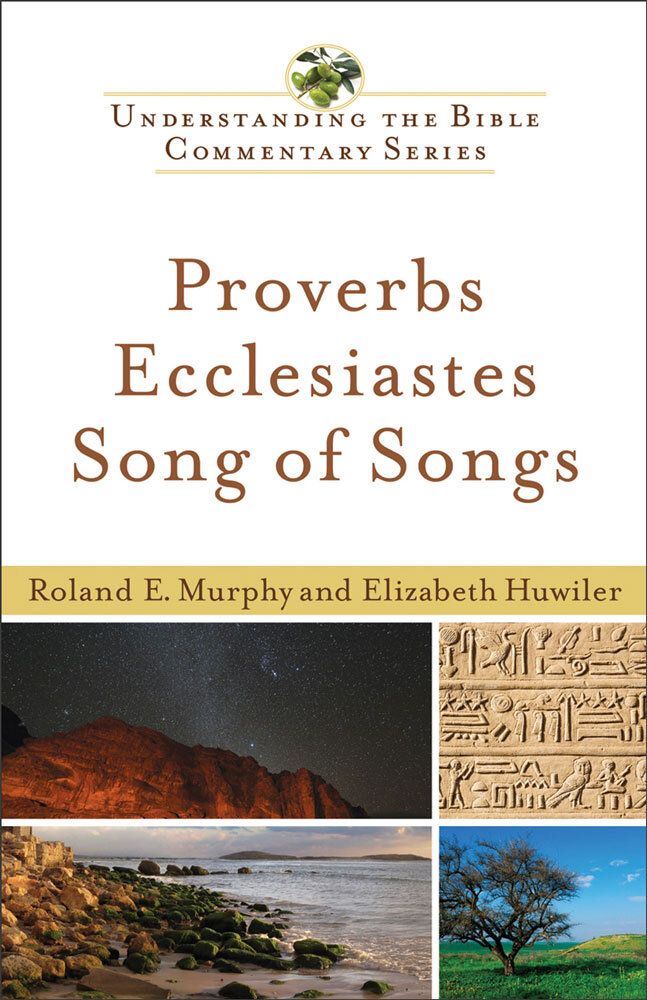 Understanding the Bible
Commentary Series
Proverbs
Ecclesiastes
Song of Songs
Roland E. Murphy and Elizabeth Huwiler